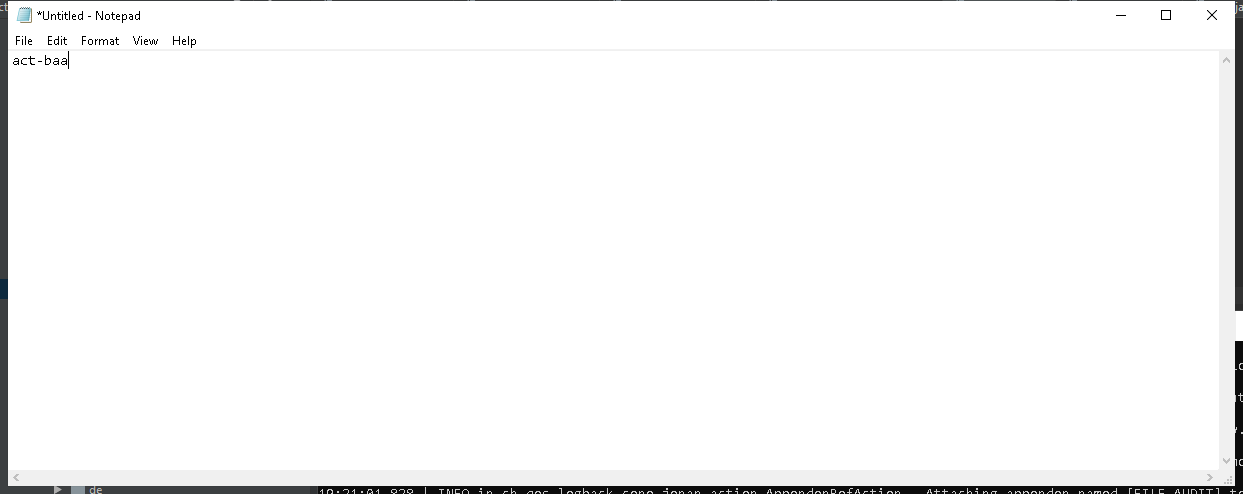 *Untitled - Notepad
File Edit Format View Help
act-baa
de
19:21:01,828 | INFO in ch.qos.logback.core.joran.action.AppenderRefAction - Attaching appender named [FILE_AUDIT] t